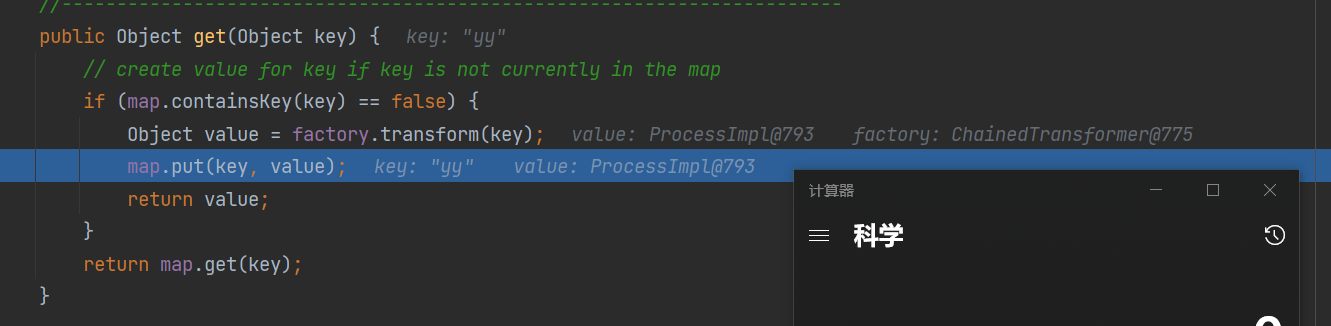 //----------------------------------------------------------------------
public Object get(Object key) {  key: "yy"
// create value for key if key is not currently in the map
if (map.containsKey(key) == false) {
Object value = factory.transform(key);  value: ProcessImpl@793  factory: ChainedTransformer@775
map.put(key, value);  key: "yy"  value: ProcessImpl@793
return value;
}
return map.get(key);
}
计算器
科学